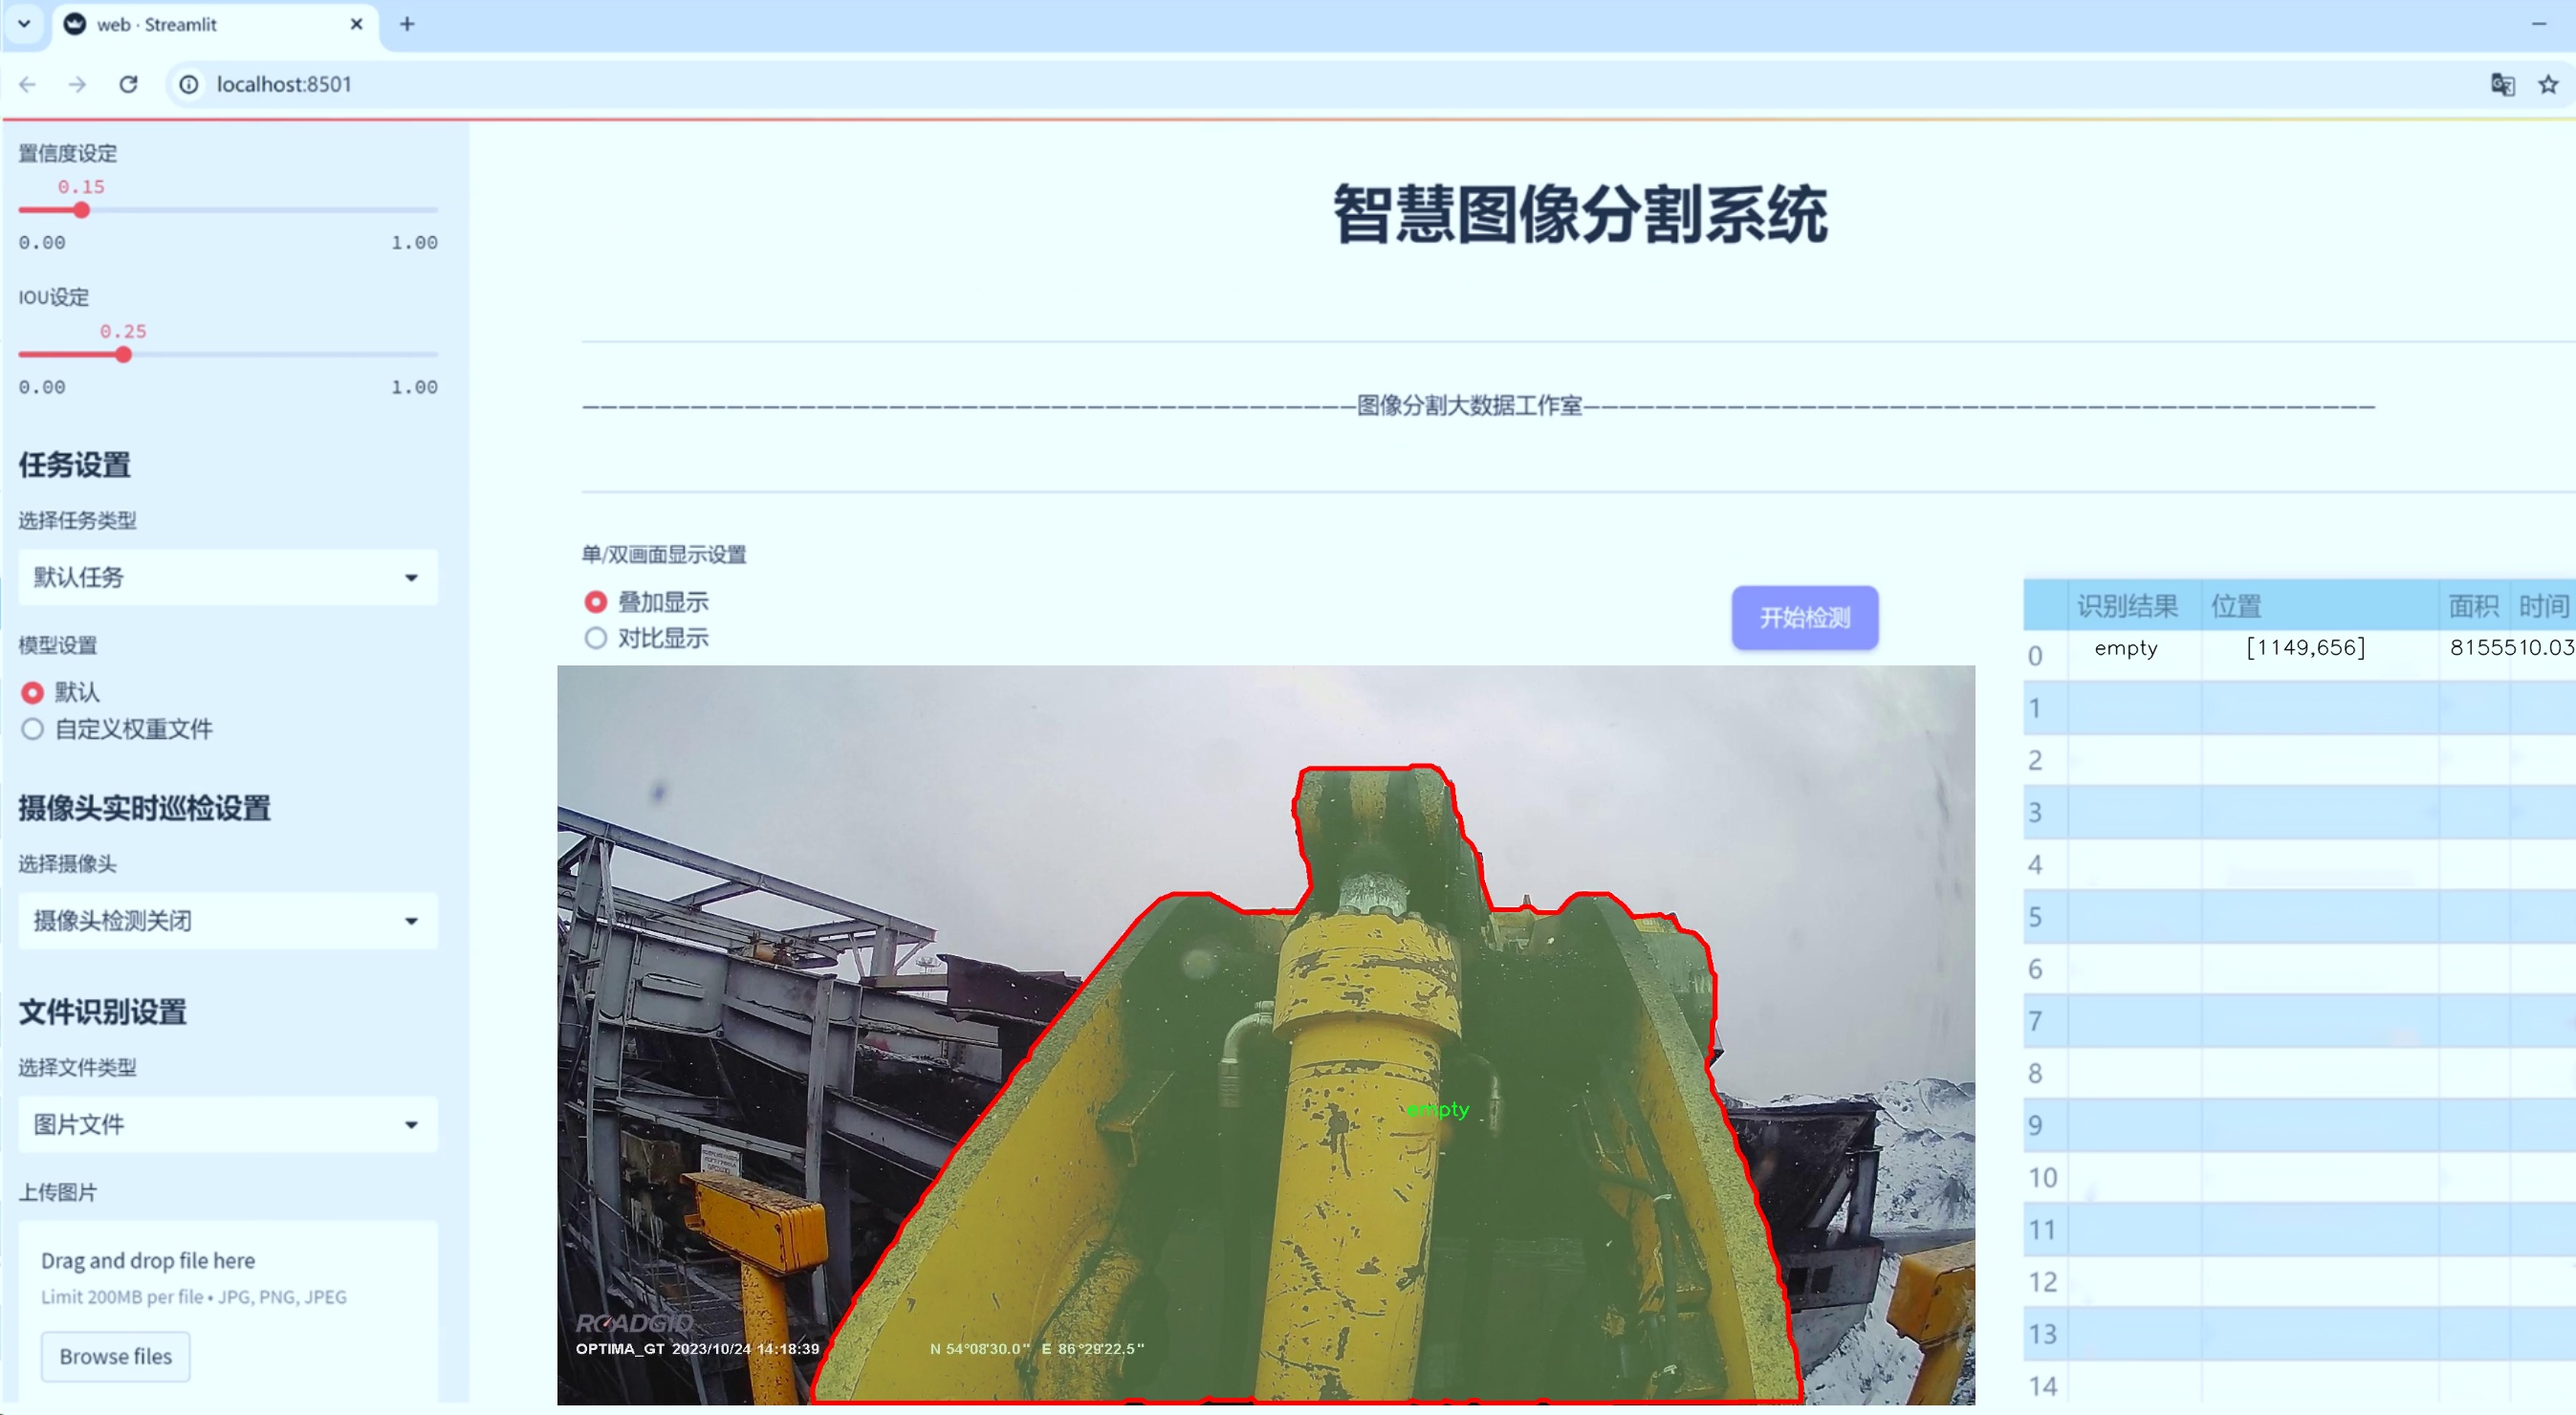 web · Streamlit
localhost:8501
置信度设定
0.15
0.00 1.00
IOU设定
0.25
0.00 1.00
任务设置
选择任务类型
默认任务
模型设置
默认
自定义权重文件
摄像头实时巡检设置
选择摄像头
摄像头检测关闭
文件识别设置
选择文件类型
图片文件
上传图片
Drag and drop file here
Limit 200MB per file • JPG, PNG, JPEG
Browse files
智慧图像分割系统
图像分割大数据工作室
单/双画面显示设置
叠加显示
对比显示
开始检测
empty
ROADGID
OPTIMA_GT 2023/10/24 14:18:39 N 54°08'30.0" E 86°29'22.5"
识别结果 位置 面积 时间
0 empty [1149,656] 8155510.03
1
2
3
4
5
6
7
8
9
10
11
12
13
14